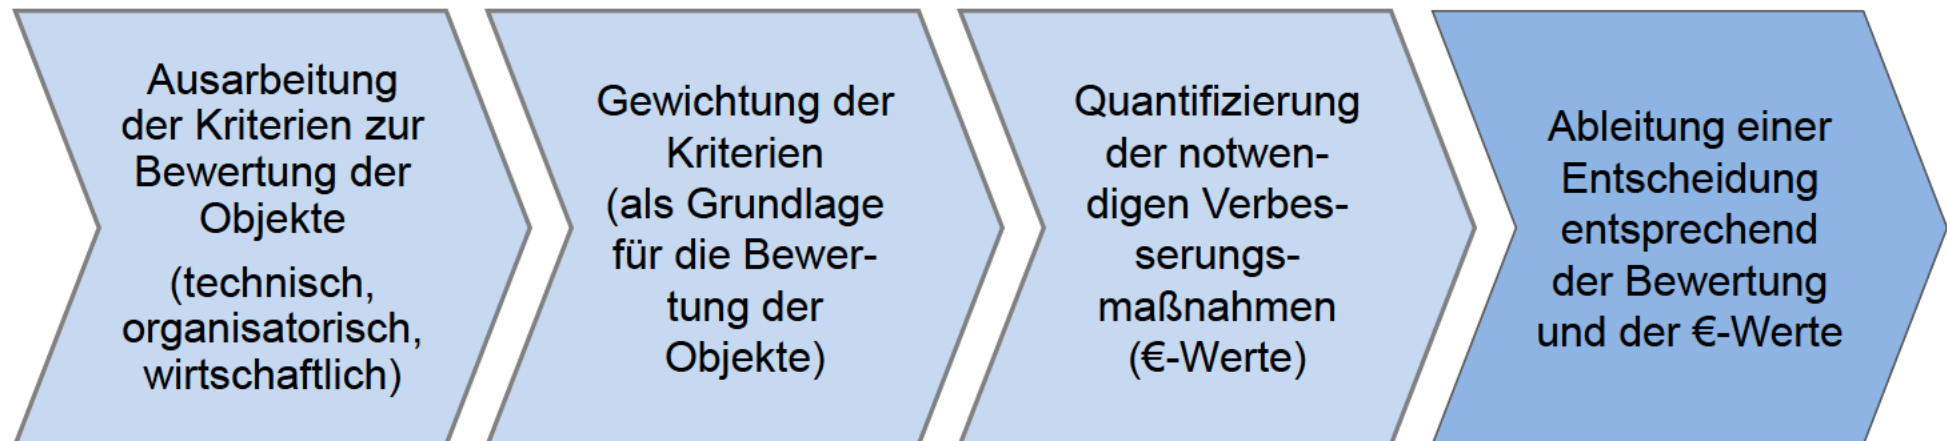 Ausarbeitung
der Kriterien zur
Bewertung der
Objekte
(technisch,
organisatorisch,
wirtschaftlich)
Gewichtung der
Kriterien
(als Grundlage
für die Bewer-
tung der
Objekte)
Quantifizierung
der notwen-
digen Verbes-
serungs-
maßnahmen
(€-Werte)
Ableitung einer
Entscheidung
entsprechend
der Bewertung
und der €-Werte